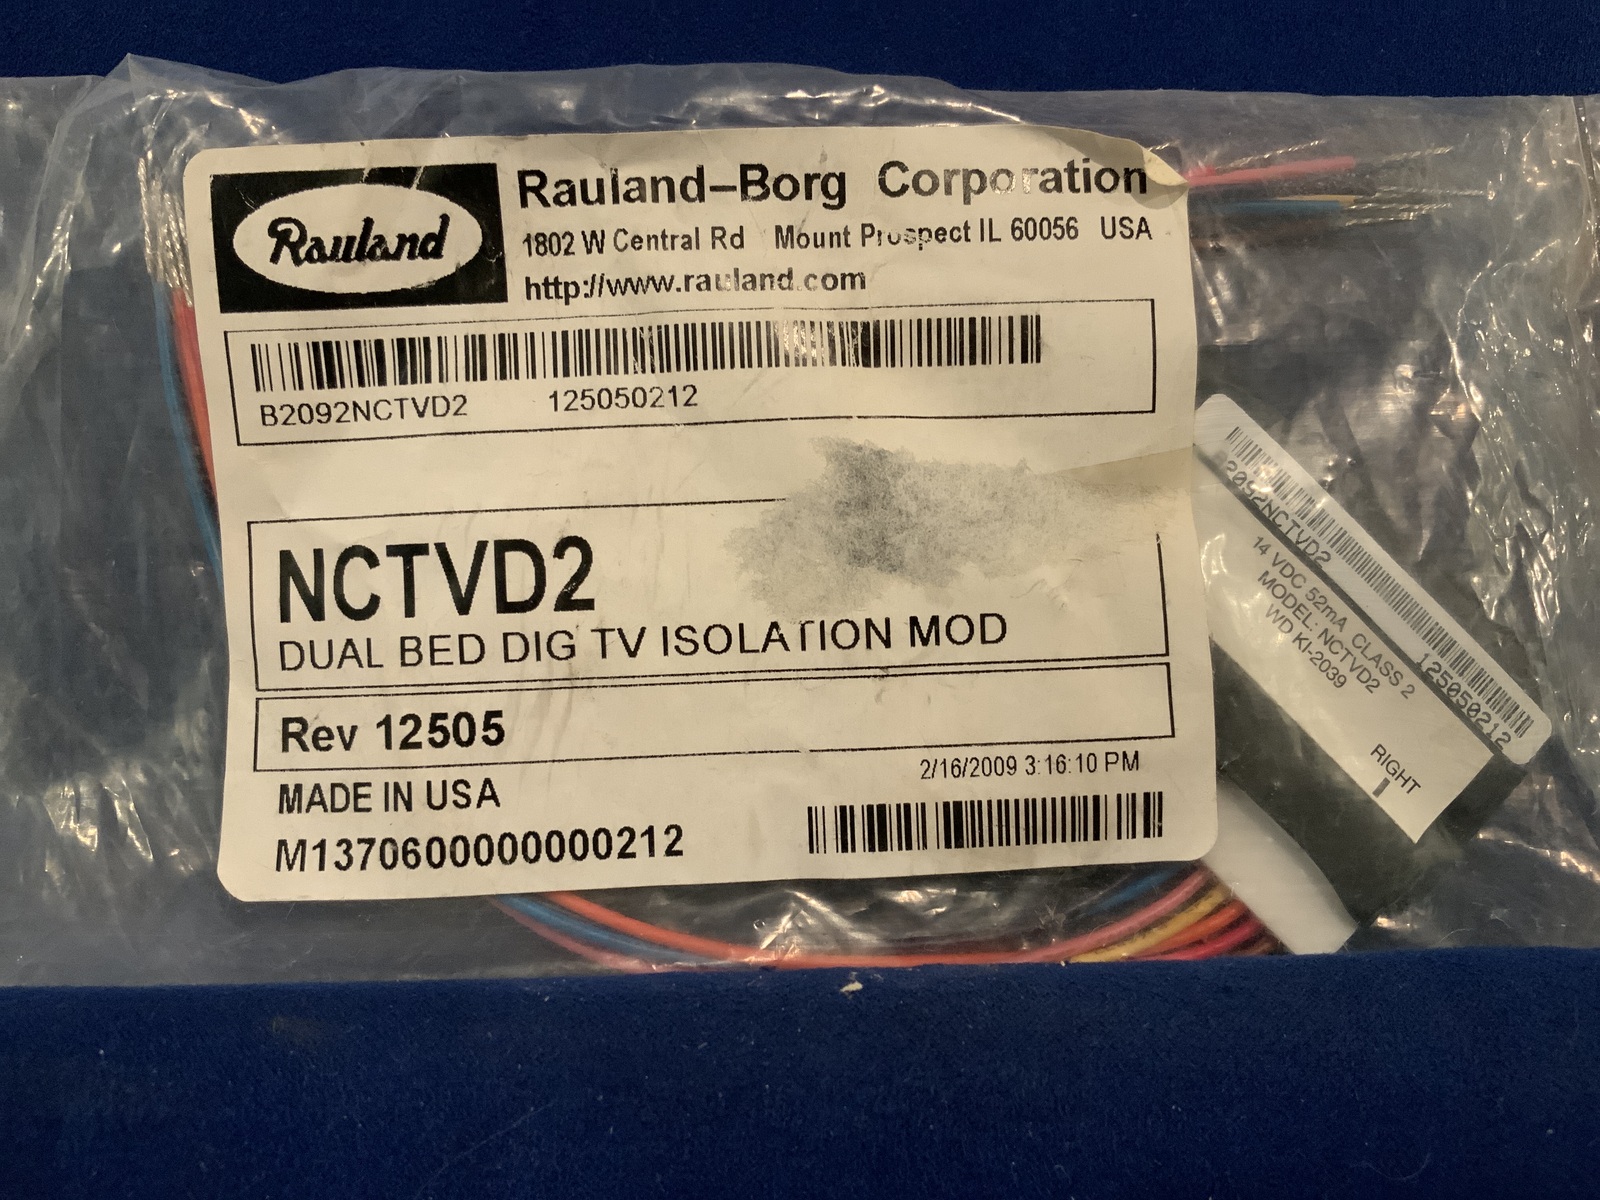 Rauland
Rauland-Borg Corporation
1802 W Central Rd Mount Prospect IL 60056 USA
http://www.rauland.com
B2092NCTVD2 125050212
NCTVD2
DUAL BED DIG TV ISOLATION MOD
Rev 12505
MADE IN USA
2/16/2009 3:16:10 PM
M1370600000000212
B2092NCTVD2 125050212
14 VDC 52mA CLASS 2
MODEL: NCTVD2
WD KI-2039
RIGHT